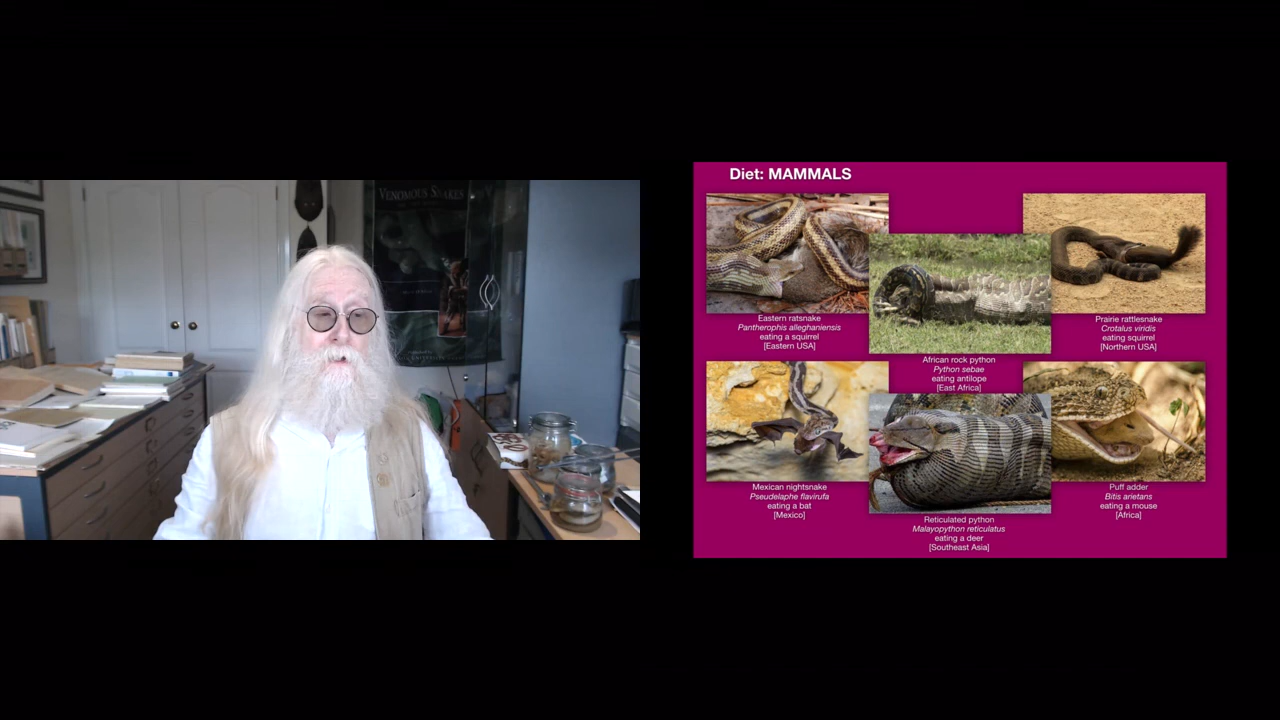 VENOMOUS SNAKES
Diet: MAMMALS
Eastern ratsnake
Pantherophis alleghaniensis
eating a squirrel
[Eastern USA]
African rock python
Python sebae
eating antilope
[East Africa]
Prairie rattlesnake
Crotalus viridis
eating squirrel
[Northern USA]
Mexican nightsnake
Pseudelaphe flavirufa
eating a bat
[Mexico]
Reticulated python
Malayopython reticulatus
eating a deer
[Southeast Asia]
Puff adder
Bitis arietans
eating a mouse
[Africa]